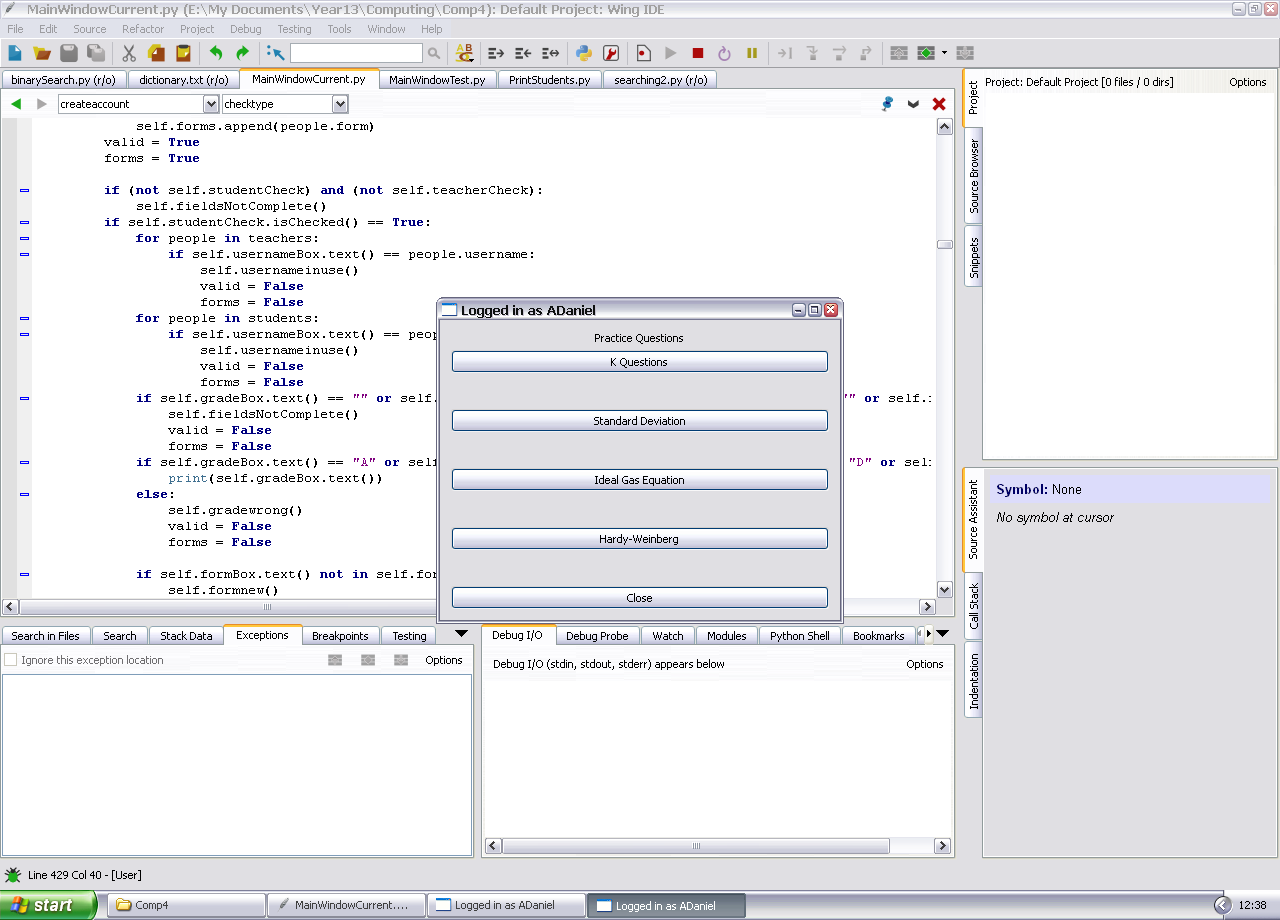 MainWindowCurrent.py (E:\My Documents\Year13\Computing\Comp4): Default Project: Wing IDE
File Edit Source Refactor Project Debug Testing Tools Window Help
binarySearch.py (r/o) dictionary.txt (r/o) MainWindowCurrent.py MainWindowTest.py PrintStudents.py searching2.py (r/o)
createaccount checktype
self.forms.append(people.form)
valid = True
forms = True
if (not self.studentCheck) and (not self.teacherCheck):
self.fieldsNotComplete()
if self.studentCheck.isChecked() == True:
for people in teachers:
if self.usernameBox.text() == people.username:
self.usernameinuse()
valid = False
forms = False
for people in students:
if self.usernameBox.text() == peo
self.usernameinuse()
valid = False
forms = False
if self.gradeBox.text() == "" or self. "" or self.
self.fieldsNotComplete()
valid = False
forms = False
if self.gradeBox.text() == "A" or sel "D" or sel
print(self.gradeBox.text())
else:
self.gradewrong()
valid = False
forms = False
if self.formBox.text() not in self.for
self.formnew()
Logged in as ADaniel
Practice Questions
K Questions
Standard Deviation
Ideal Gas Equation
Hardy-Weinberg
Close
Project: Default Project [0 files / 0 dirs] Options
Project
Source Browser
Snippets
Symbol: None
No symbol at cursor
Source Assistant
Call Stack
Indentation
Search in Files Search Stack Data Exceptions Breakpoints Testing
Ignore this exception location Options
Debug I/O Debug Probe Watch Modules Python Shell Bookmarks
Debug I/O (stdin, stdout, stderr) appears below Options
Line 429 Col 40 - [User]
start Comp4 MainWindowCurrent.... Logged in as ADaniel Logged in as ADaniel 12:38